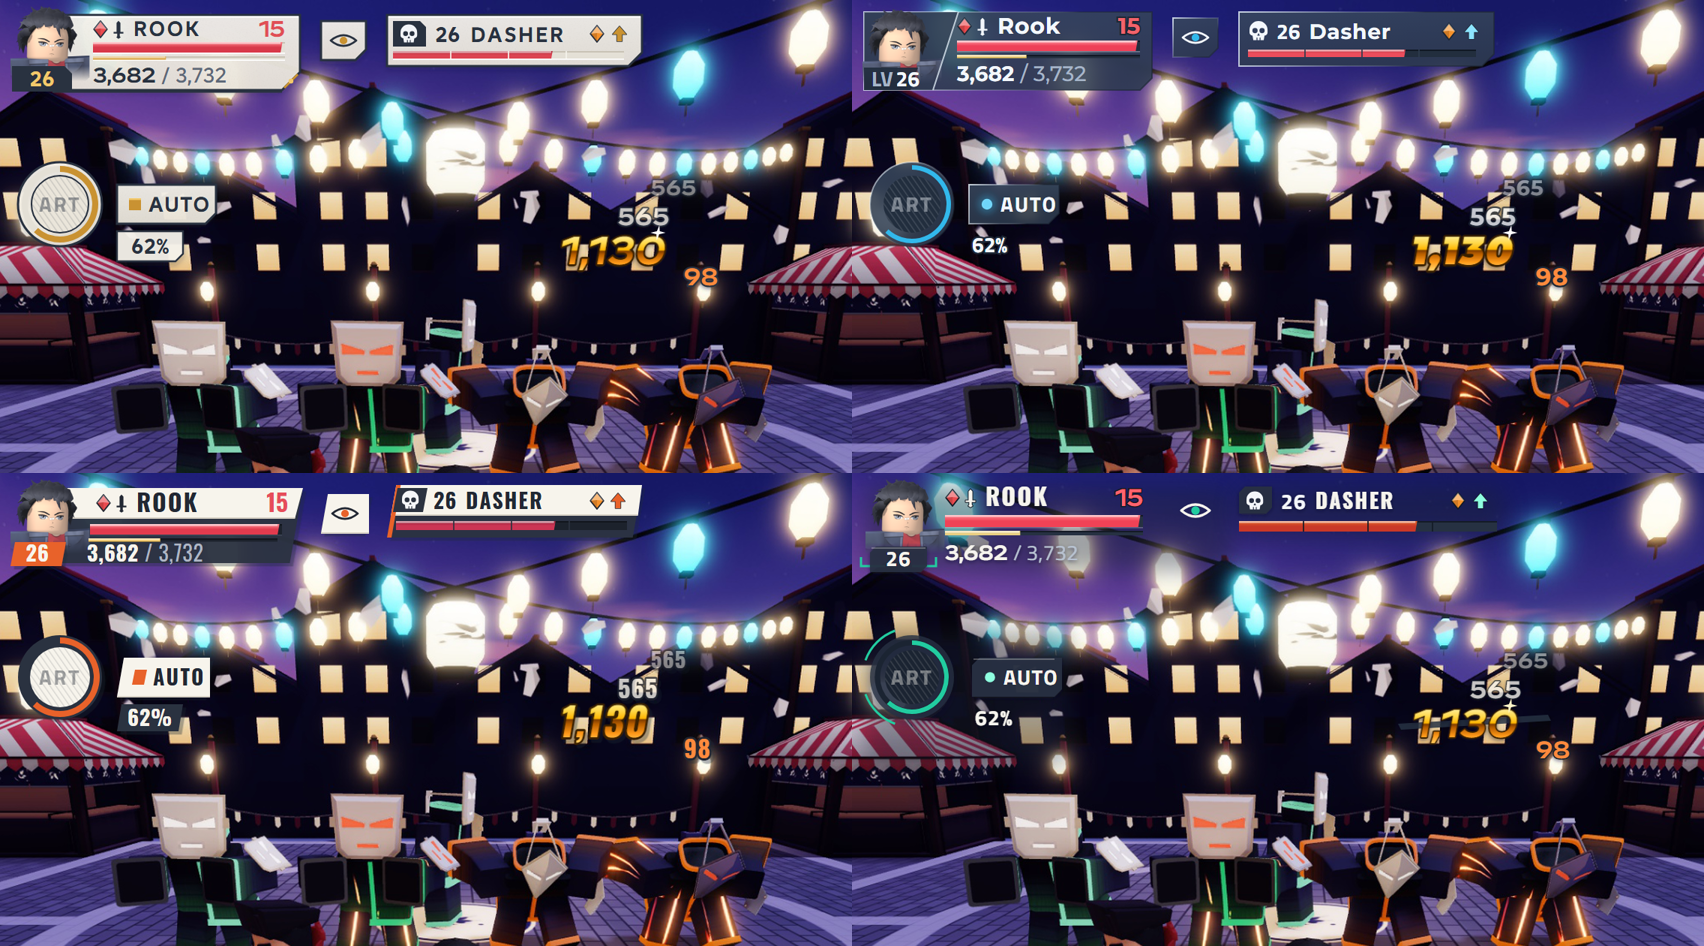 ROOK 15
26 DASHER
26
3,682 / 3,732
ART
AUTO
62%
565
565
1,130
98
Rook 15
26 Dasher
LV 26
3,682 / 3,732
ART
AUTO
62%
565
565
1,130
98
ROOK 15
26 DASHER
26
3,682 / 3,732
ART
AUTO
62%
565
565
1,130
98
ROOK 15
26 DASHER
26
3,682 / 3,732
ART
AUTO
62%
565
565
1,130
98